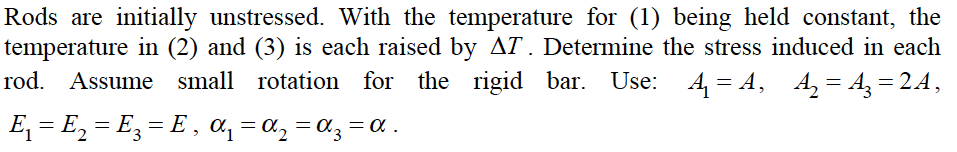 Rods are initially unstressed. With the temperature for (1) being held constant, the
temperature in (2) and (3) is each raised by ΔT. Determine the stress induced in each
rod. Assume small rotation for the rigid bar. Use: A₁ = A, A₂ = A₃ = 2A,
E₁ = E₂ = E₃ = E, α₁ = α₂ = α₃ = α.